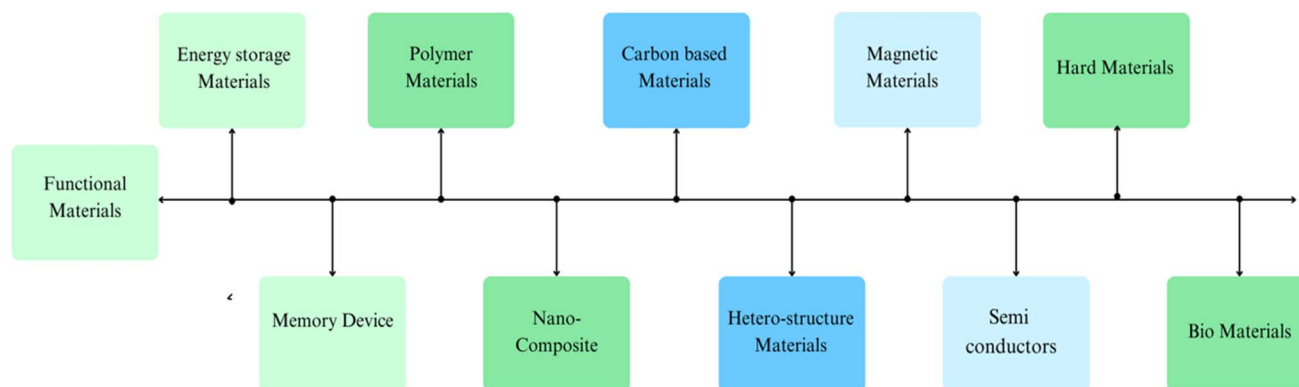 Energy storage
Materials
Polymer
Materials
Carbon based
Materials
Magnetic
Materials
Hard Materials
Functional
Materials
Memory Device
Nano-
Composite
Hetero-structure
Materials
Semi
conductors
Bio Materials